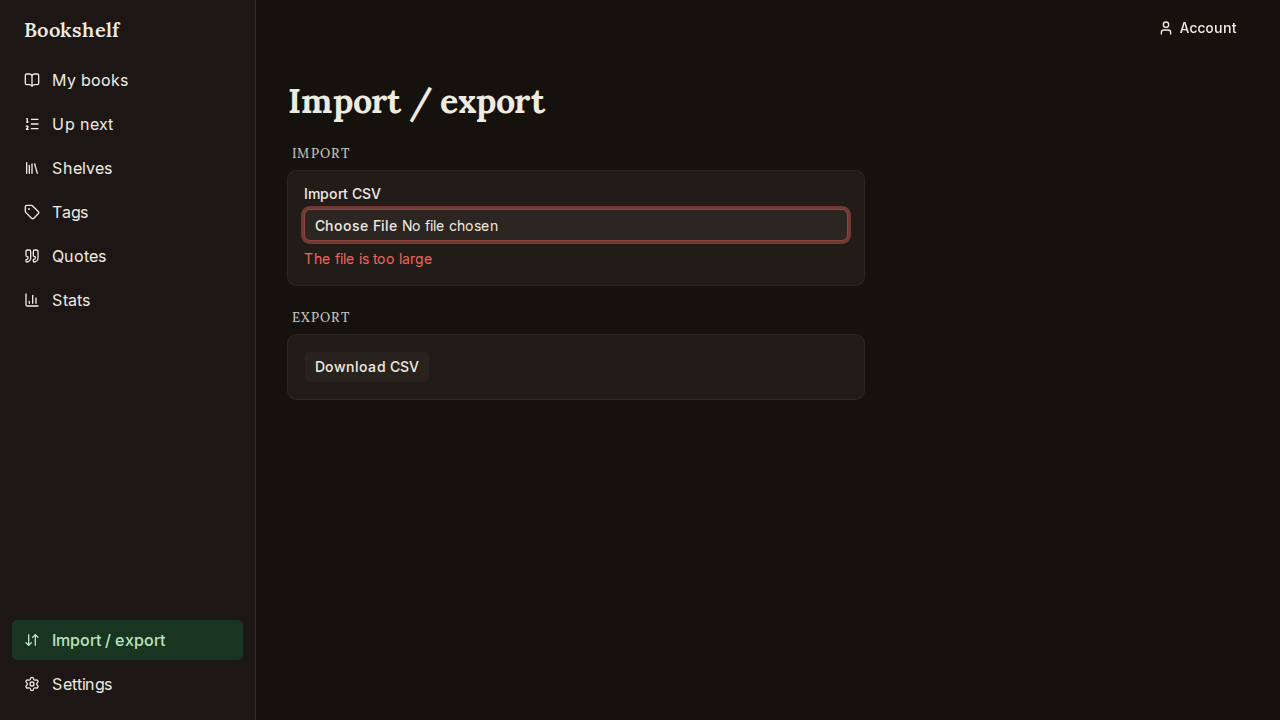 Bookshelf
My books
Up next
Shelves
Tags
Quotes
Stats
Import / export
Settings
Account
Import / export
IMPORT
Import CSV
Choose File No file chosen
The file is too large
EXPORT
Download CSV